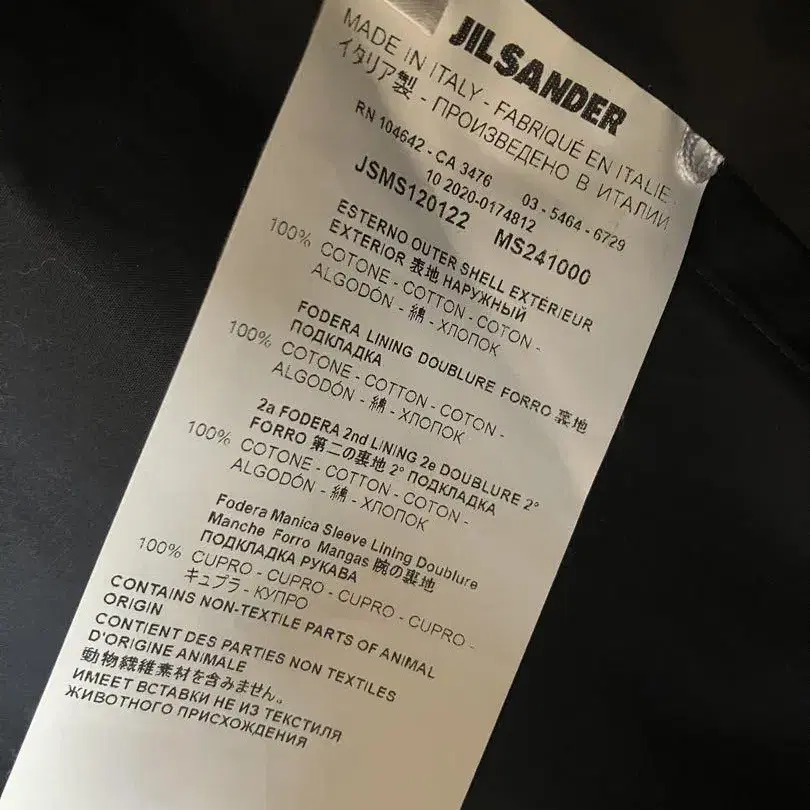 JILSANDER
MADE IN ITALY - FABRIQUÉ EN ITALIE
イタリア製 - ПРОИЗВЕДЕНО В ИТАЛИИ
RN 104642 - CA 3476 03 - 5464 - 6729
10 2020-0174812
JSMS120122 MS241000
ESTERNO OUTER SHELL EXTÉRIEUR
EXTERIOR 表地 НАРУЖНЫЙ
100% COTONE - COTTON - COTON -
ALGODÓN - 綿 - ХЛОПОК
FODERA LINING DOUBLURE FORRO 裏地
ПОДКЛАДКА
100% COTONE - COTTON - COTON -
ALGODÓN - 綿 - ХЛОПОК
2a FODERA 2nd LINING 2e DOUBLURE 2°
FORRO 第二の裏地 2° ПОДКЛАДКА
100% COTONE - COTTON - COTON -
ALGODÓN - 綿 - ХЛОПОК
Fodera Manica Sleeve Lining Doublure
Manche Forro Mangas 腕の裏地
ПОДКЛАДКА РУКАВА
100% CUPRO - CUPRO - CUPRO - CUPRO -
キュプラ - КУПРО
CONTAINS NON-TEXTILE PARTS OF ANIMAL
ORIGIN
CONTIENT DES PARTIES NON TEXTILES
D'ORIGINE ANIMALE
動物繊維素材を含みません。
ИМЕЕТ ВСТАВКИ НЕ ИЗ ТЕКСТИЛЯ
ЖИВОТНОГО ПРИСХОЖДЕНИЯ